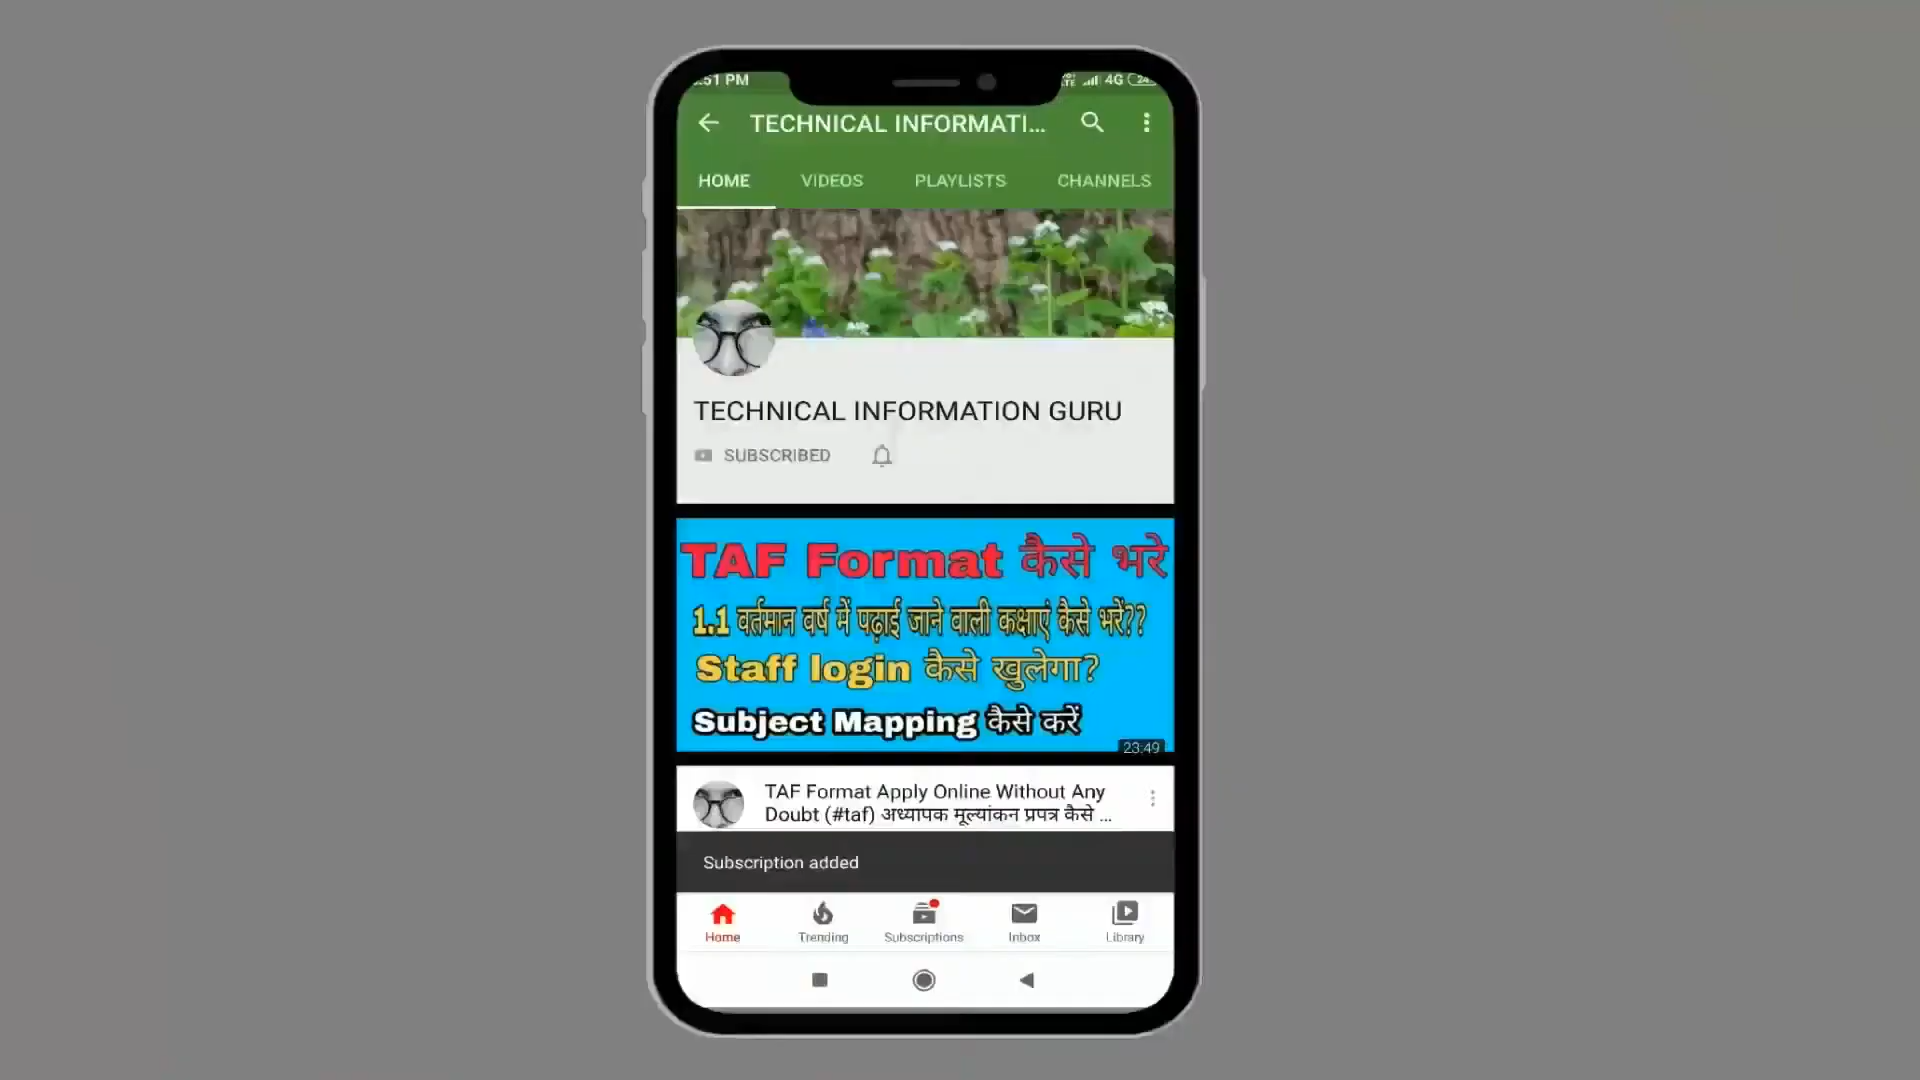 :51 PM
4G 24
TECHNICAL INFORMATI...
HOME VIDEOS PLAYLISTS CHANNELS
TECHNICAL INFORMATION GURU
SUBSCRIBED
TAF Format कैसे भरे
1.1 वर्तमान वर्ष में पढ़ाई जाने वाली कक्षाएं कैसे भरें??
Staff login कैसे खुलेगा?
Subject Mapping कैसे करें
23:49
TAF Format Apply Online Without Any
Doubt (#taf) अध्यापक मूल्यांकन प्रपत्र कैसे ...
Subscription added
Home Trending Subscriptions Inbox Library